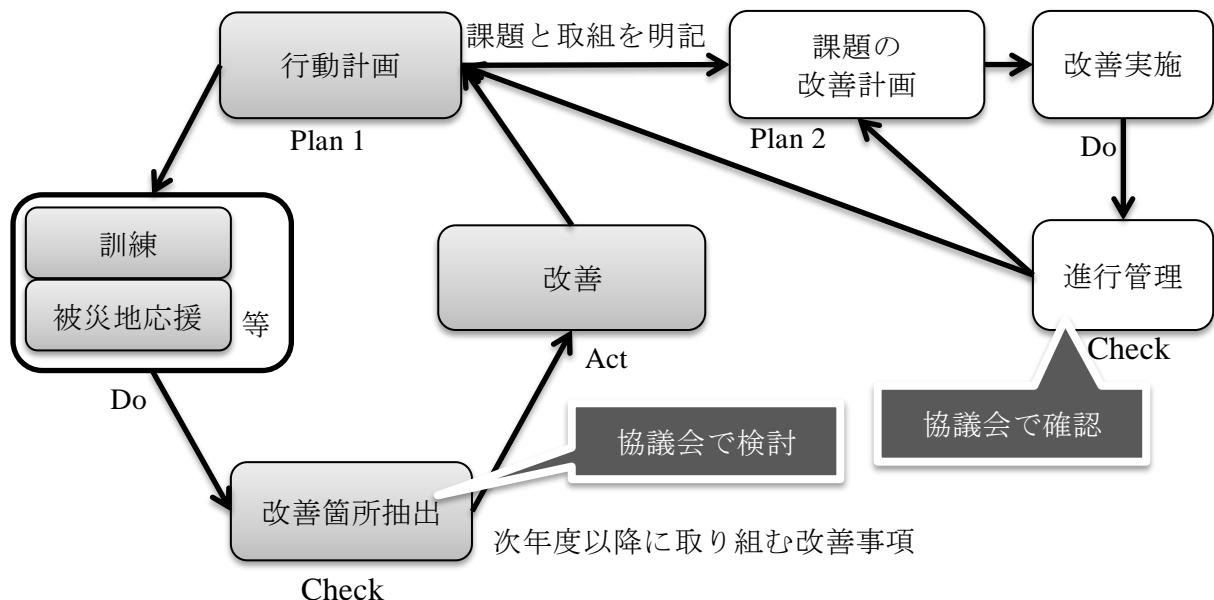 課題と取組を明記
行動計画
Plan 1
課題の
改善計画
Plan 2
改善実施
Do
訓練
被災地応援
等
Do
改善
Act
進行管理
Check
協議会で確認
協議会で検討
改善箇所抽出
Check
次年度以降に取り組む改善事項